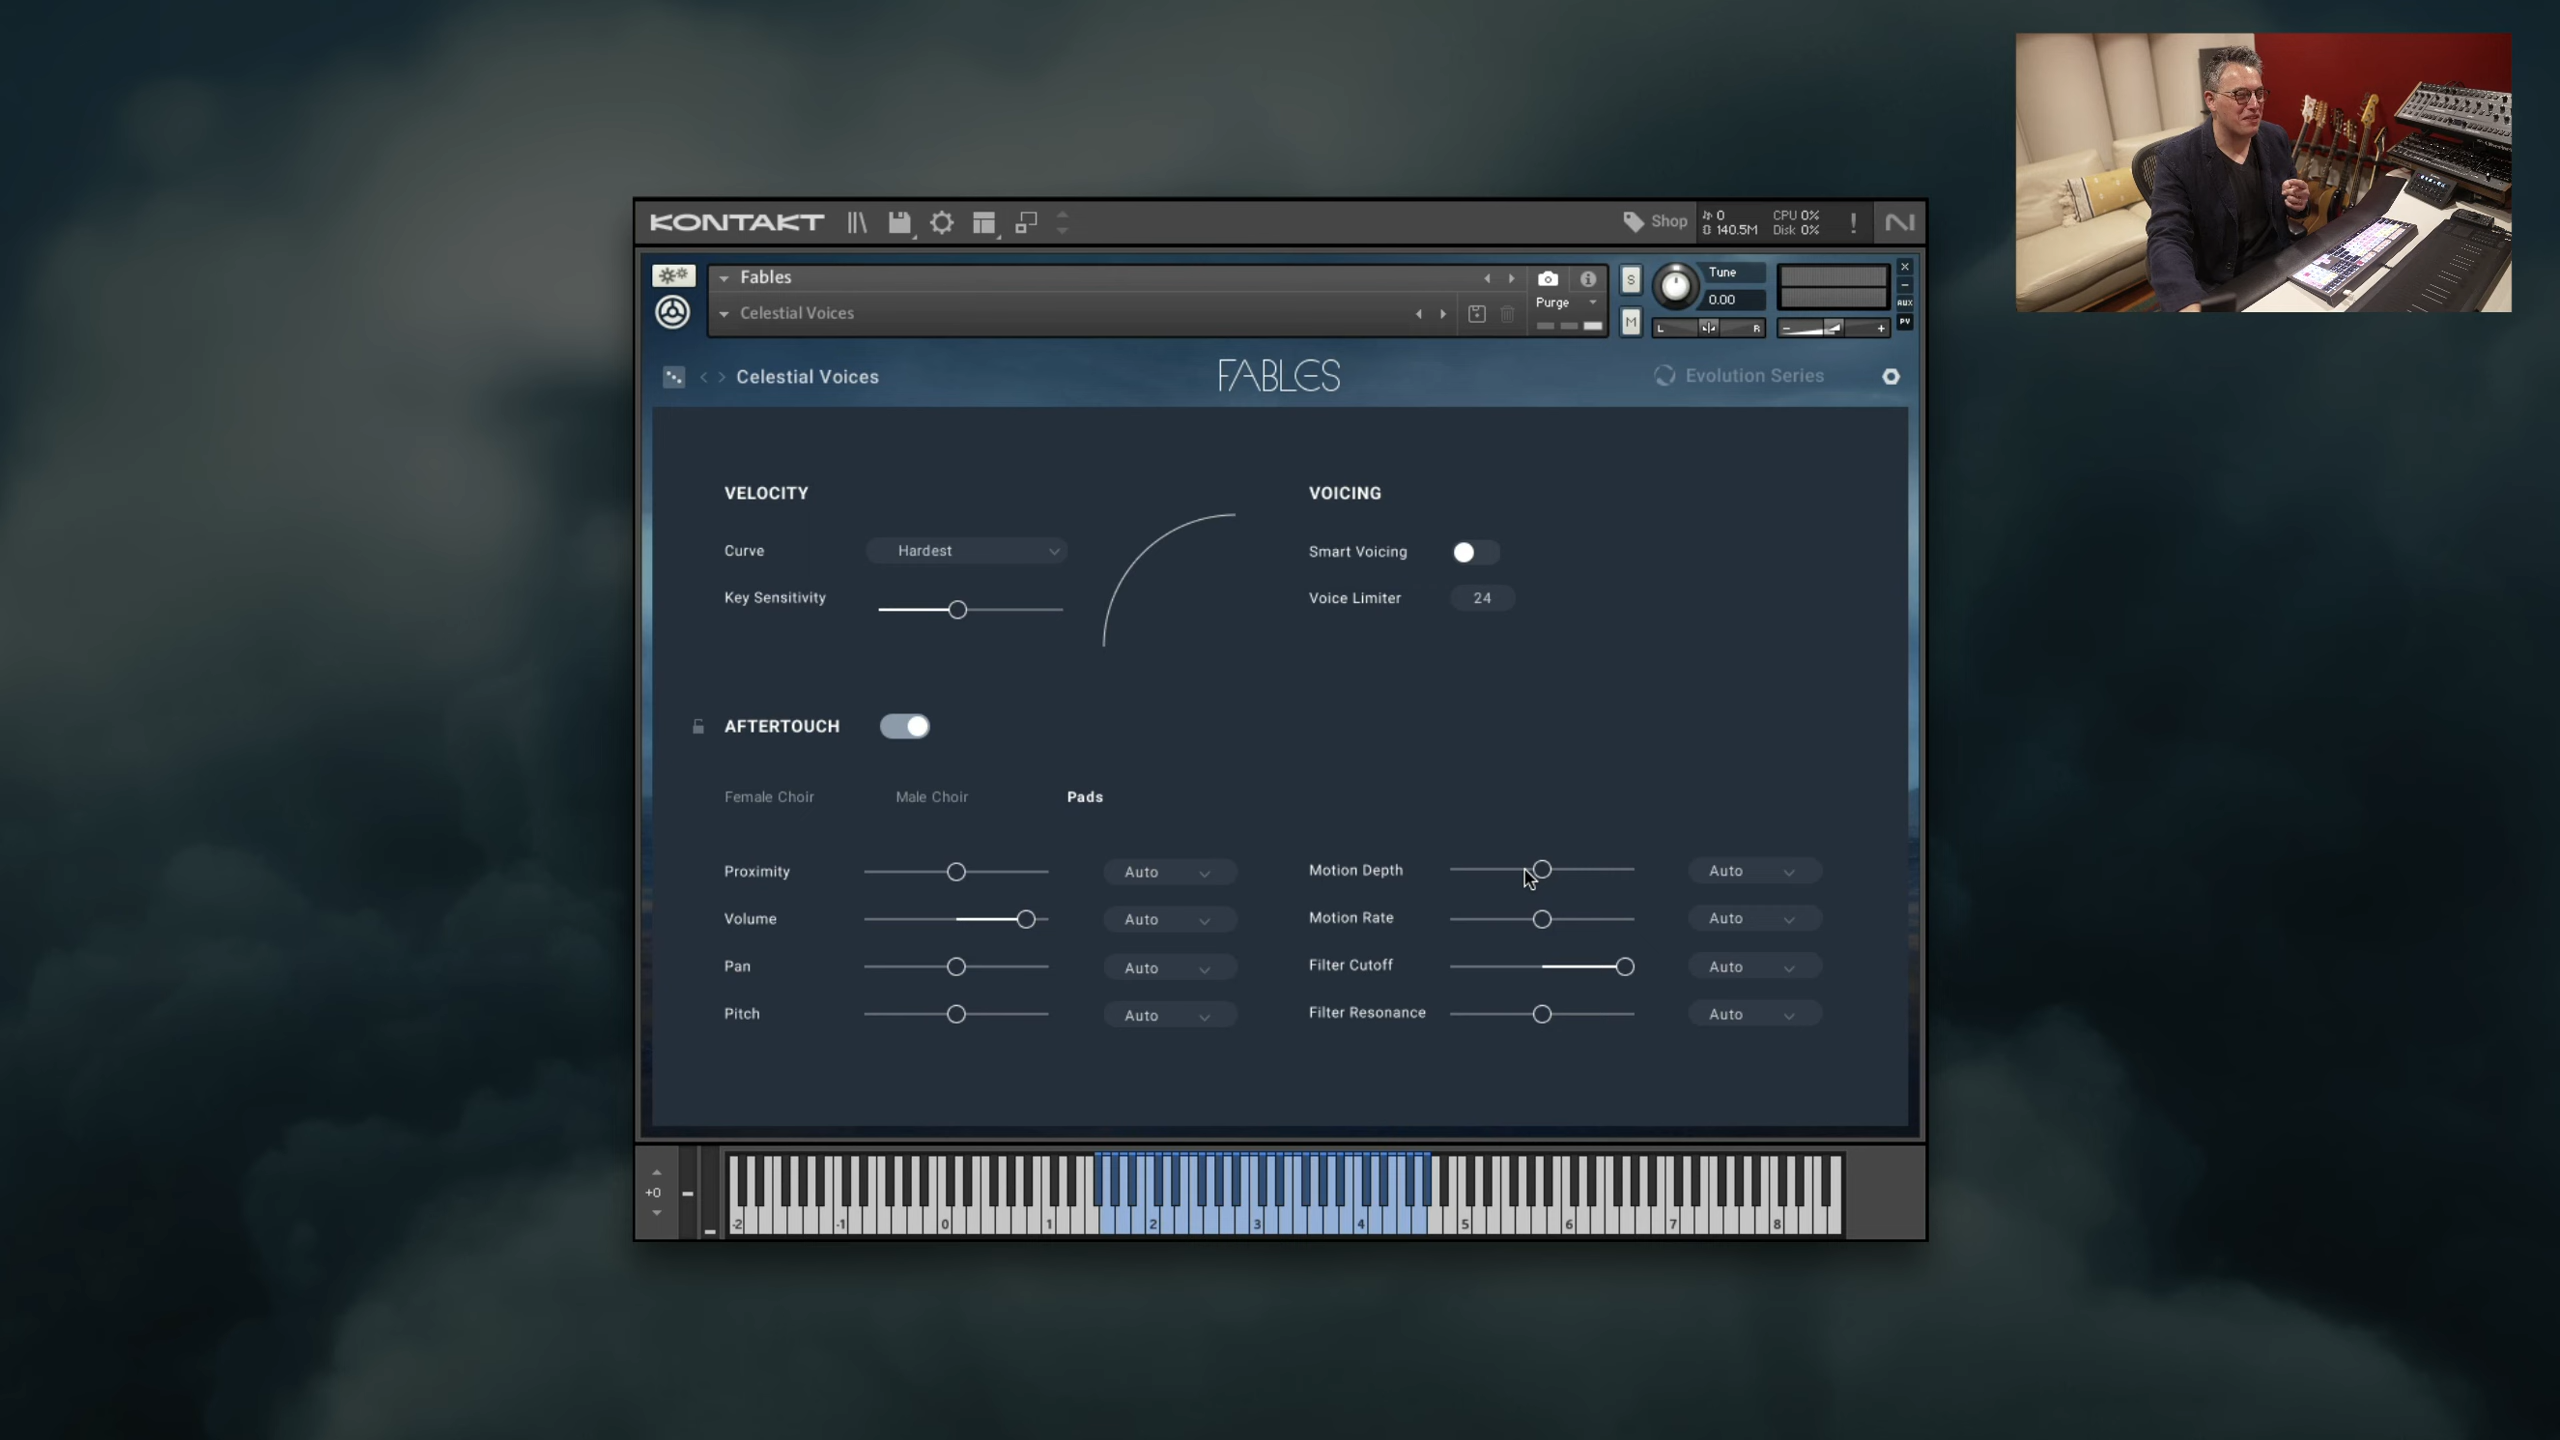 KONTAKT
Shop
0
140.5M
CPU 0%
Disk 0%
!
Fables
Purge
S
Tune
0.00
Celestial Voices
M
L
R
AUX
PV
Celestial Voices
FABLES
Evolution Series
VELOCITY
VOICING
Curve
Hardest
Smart Voicing
Key Sensitivity
Voice Limiter
24
AFTERTOUCH
Female Choir
Male Choir
Pads
Proximity
Auto
Motion Depth
Auto
Volume
Auto
Motion Rate
Auto
Pan
Auto
Filter Cutoff
Auto
Pitch
Auto
Filter Resonance
Auto
+0
-2
-1
0
1
2
3
4
5
6
7
8